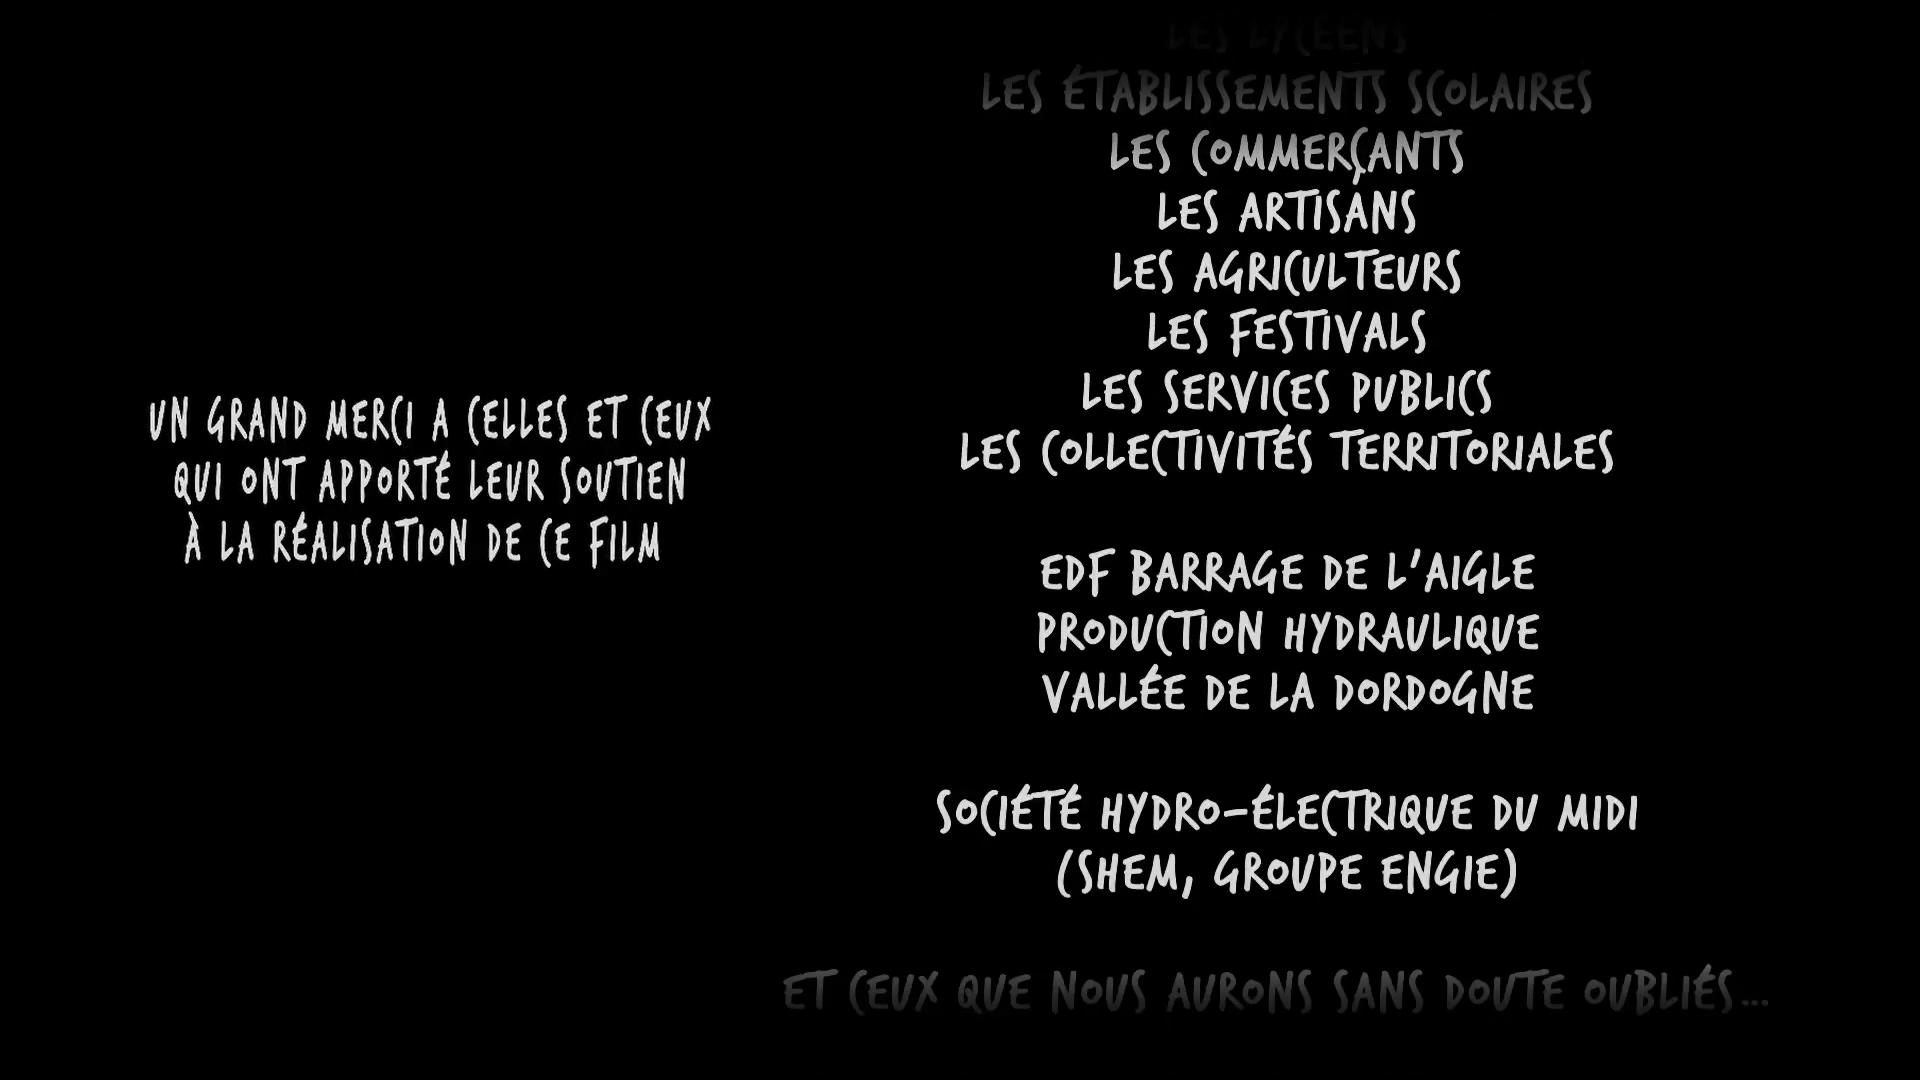 UN GRAND MERCI A CELLES ET CEUX
QUI ONT APPORTÉ LEUR SOUTIEN
À LA RÉALISATION DE CE FILM
LES LYCÉENS
LES ÉTABLISSEMENTS SCOLAIRES
LES COMMERÇANTS
LES ARTISANS
LES AGRICULTEURS
LES FESTIVALS
LES SERVICES PUBLICS
LES COLLECTIVITÉS TERRITORIALES
EDF BARRAGE DE L'AIGLE
PRODUCTION HYDRAULIQUE
VALLÉE DE LA DORDOGNE
SOCIÉTÉ HYDRO-ÉLECTRIQUE DU MIDI
(SHEM, GROUPE ENGIE)
ET CEUX QUE NOUS AURONS SANS DOUTE OUBLIÉS...